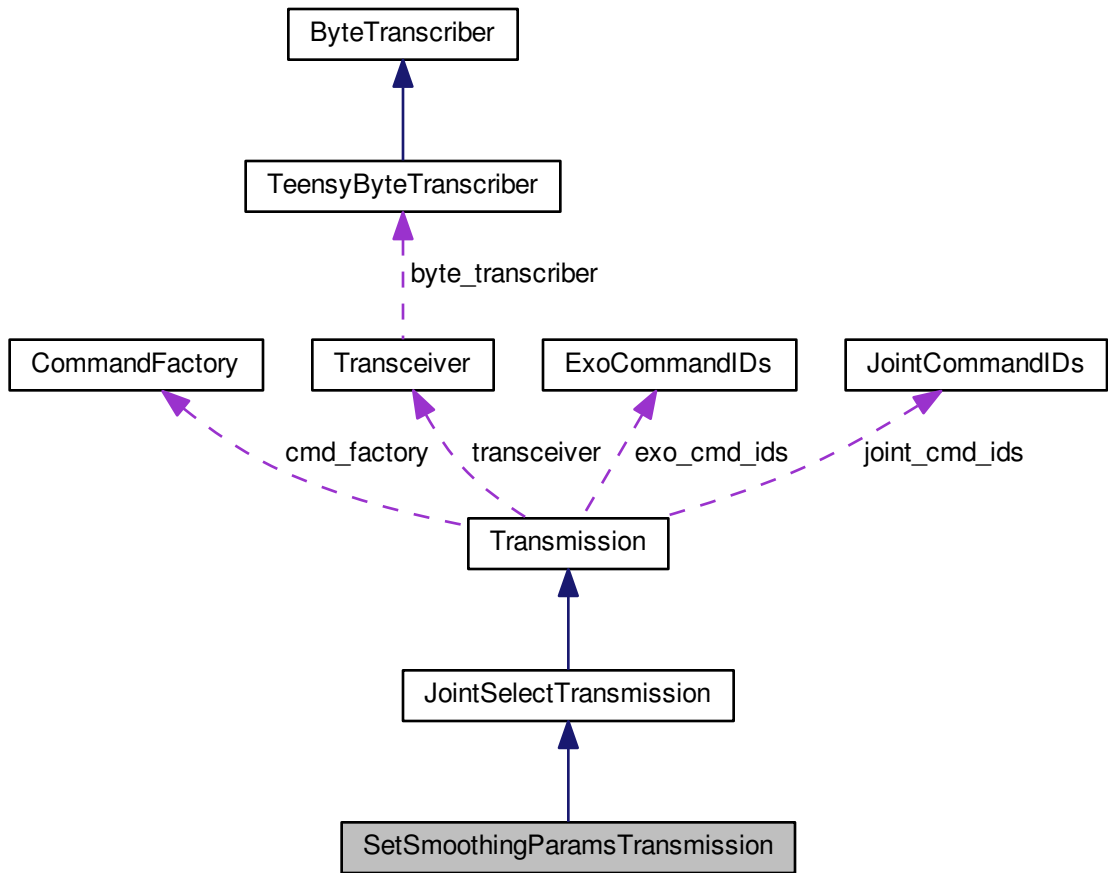 ByteTranscriber
TeensyByteTranscriber
byte_transcriber
CommandFactory
Transceiver
ExoCommandIDs
JointCommandIDs
cmd_factory
transceiver
exo_cmd_ids
joint_cmd_ids
Transmission
JointSelectTransmission
SetSmoothingParamsTransmission